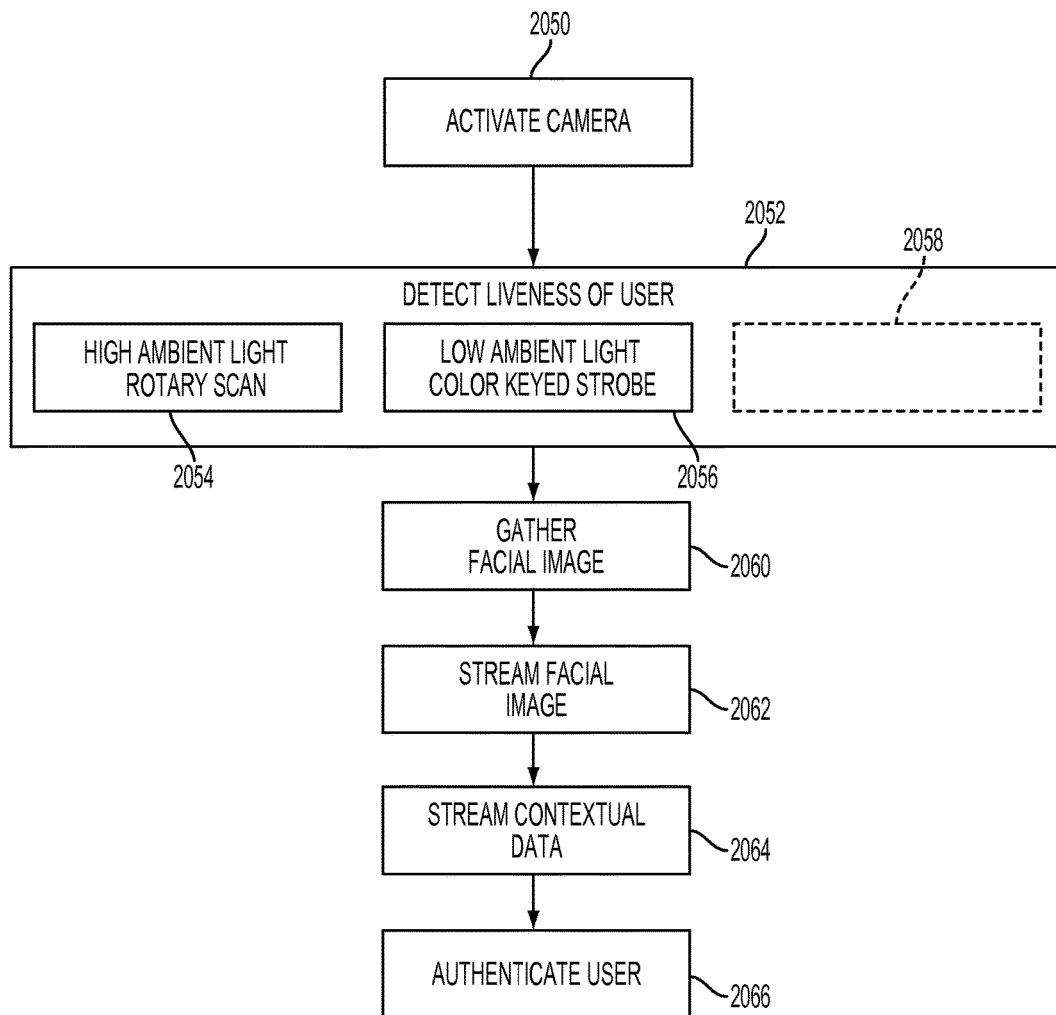 2050
ACTIVATE CAMERA
2052
2058
DETECT LIVENESS OF USER
HIGH AMBIENT LIGHT
ROTARY SCAN
LOW AMBIENT LIGHT
COLOR KEYED STROBE
2054
2056
GATHER
FACIAL IMAGE
2060
STREAM FACIAL
IMAGE
2062
STREAM CONTEXTUAL
DATA
2064
AUTHENTICATE USER
2066